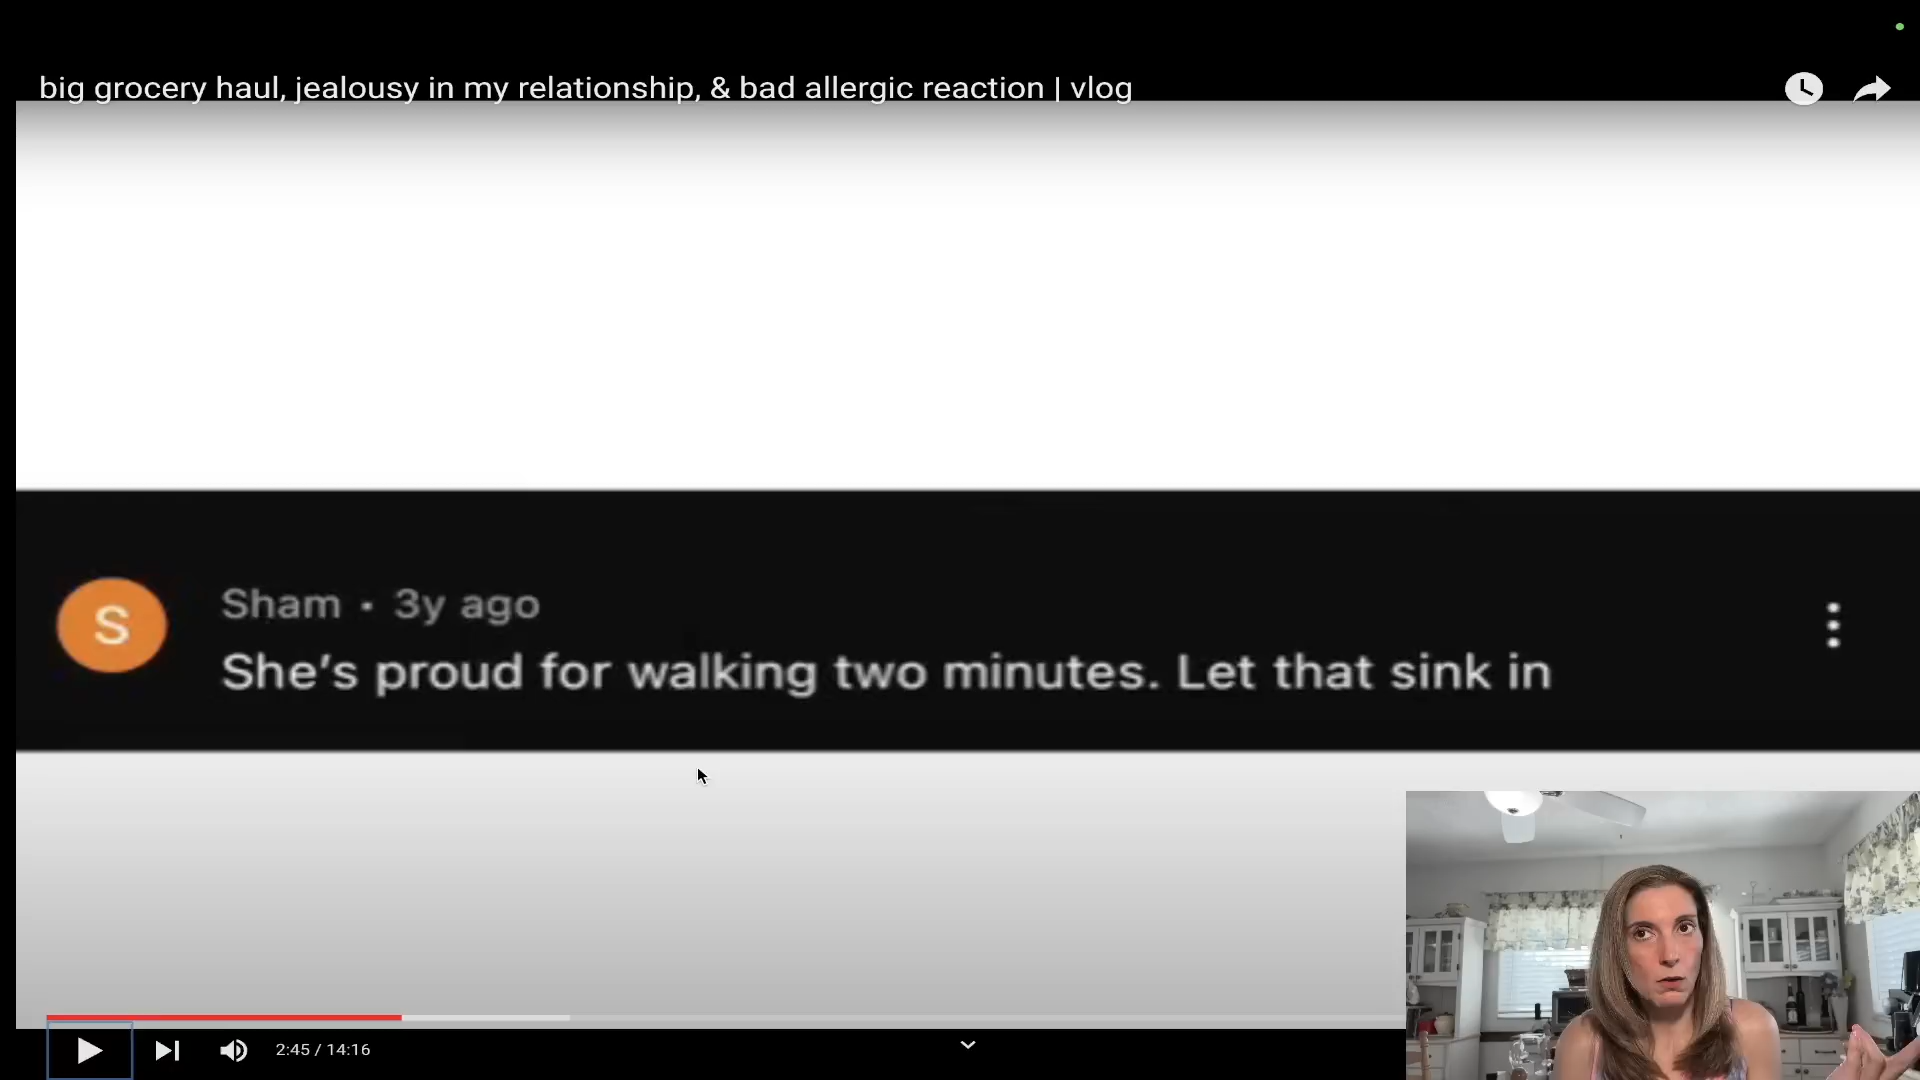 big grocery haul, jealousy in my relationship, & bad allergic reaction | vlog
S
Sham • 3y ago
She's proud for walking two minutes. Let that sink in
2:45 / 14:16